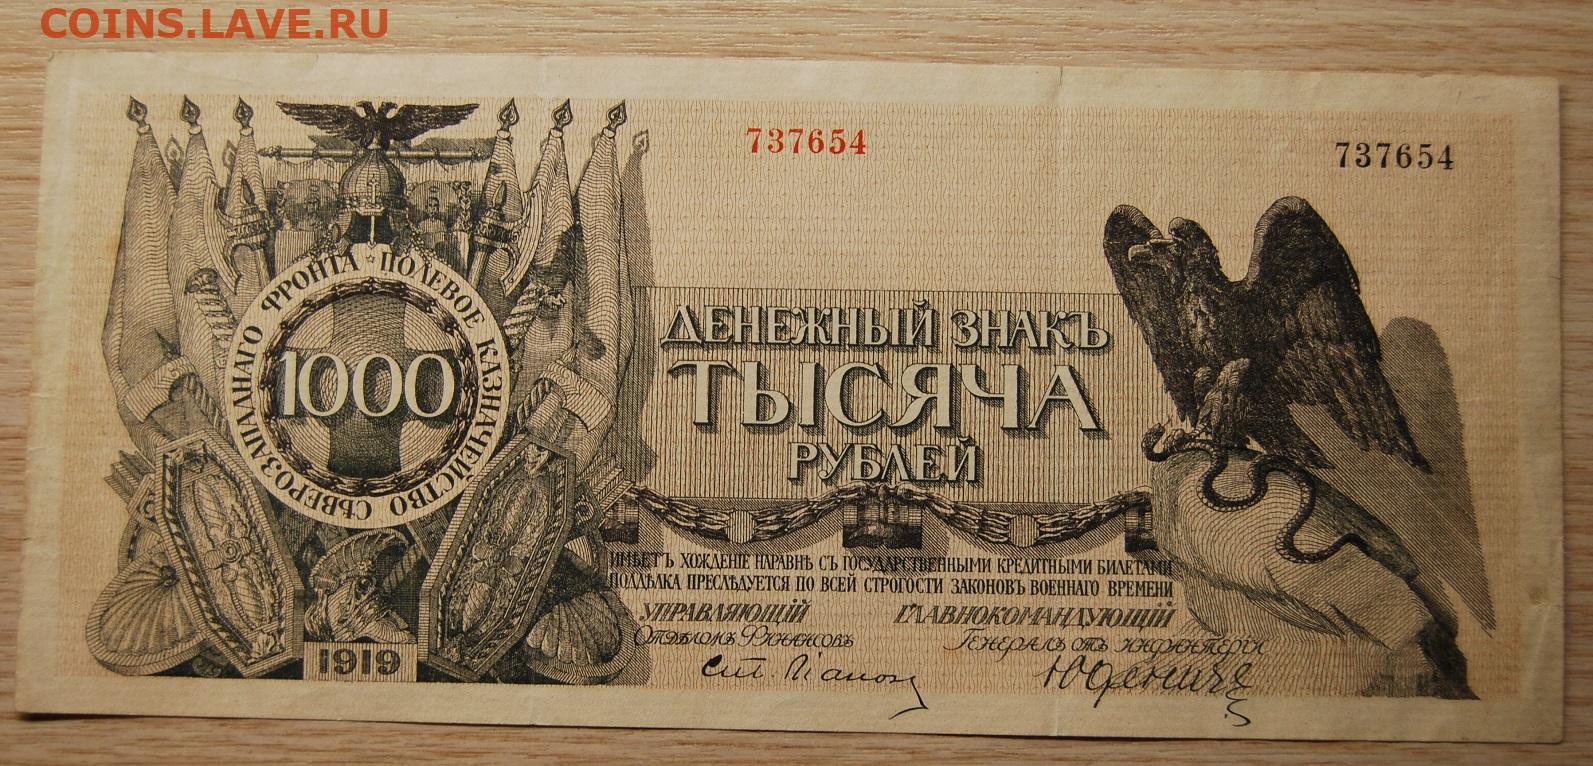 COINS.LAVE.RU
737654
737654
ПОЛЕВОЕ КАЗНАЧЕЙСТВО СѢВЕРОЗАПАДНАГО ФРОНТА
1000
ДЕНЕЖНЫЙ ЗНАКЪ
ТЫСЯЧА
РУБЛЕЙ
ИМѢЕТЪ ХОЖДЕНІЕ НАРАВНѢ СЪ ГОСУДАРСТВЕННЫМИ КРЕДИТНЫМИ БИЛЕТАМИ
ПОДДѢЛКА ПРЕСЛѢДУЕТСЯ ПО ВСЕЙ СТРОГОСТИ ЗАКОНОВЪ ВОЕННАГО ВРЕМЕНИ
УПРАВЛЯЮЩІЙ
ОТДѢЛОМЪ ФИНАНСОВЪ
ГЛАВНОКОМАНДУЮЩІЙ
ГЕНЕРАЛЪ ОТЪ ИНФАНТЕРІИ
Юденичъ
1919